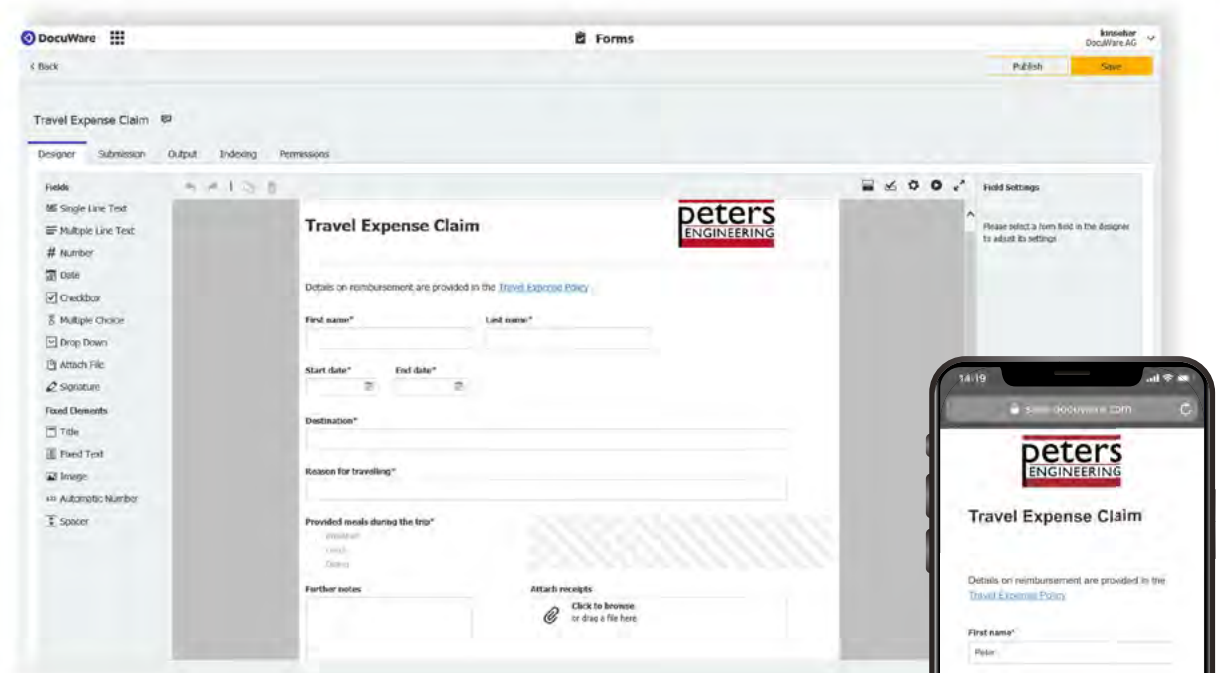 DocuWare
Forms
DocuWare AG
< Back
Publish
Save
Travel Expense Claim
Designer
Submission
Output
Indexing
Permissions
Fields
Single Line Text
Multiple Line Text
# Number
Date
Checkbox
Multiple Choice
Drop Down
Attach File
Signature
Fixed Elements
Title
Fixed Text
Image
Automatic Number
Spacer
Travel Expense Claim
peters
ENGINEERING
Details on reimbursement are provided in the Travel Expense Policy
First name*
Last name*
Start date*
End date*
Destination*
Reason for travelling*
Provided meals during the trip*
Breakfast
Lunch
Further notes
Attach receipts
Click to browse
or drag a file here
Field Settings
Please select a form field in the designer
to adjust its settings
14:19
peters
ENGINEERING
Travel Expense Claim
Details on reimbursement are provided in the
Travel Expense Policy
First name*
Peter